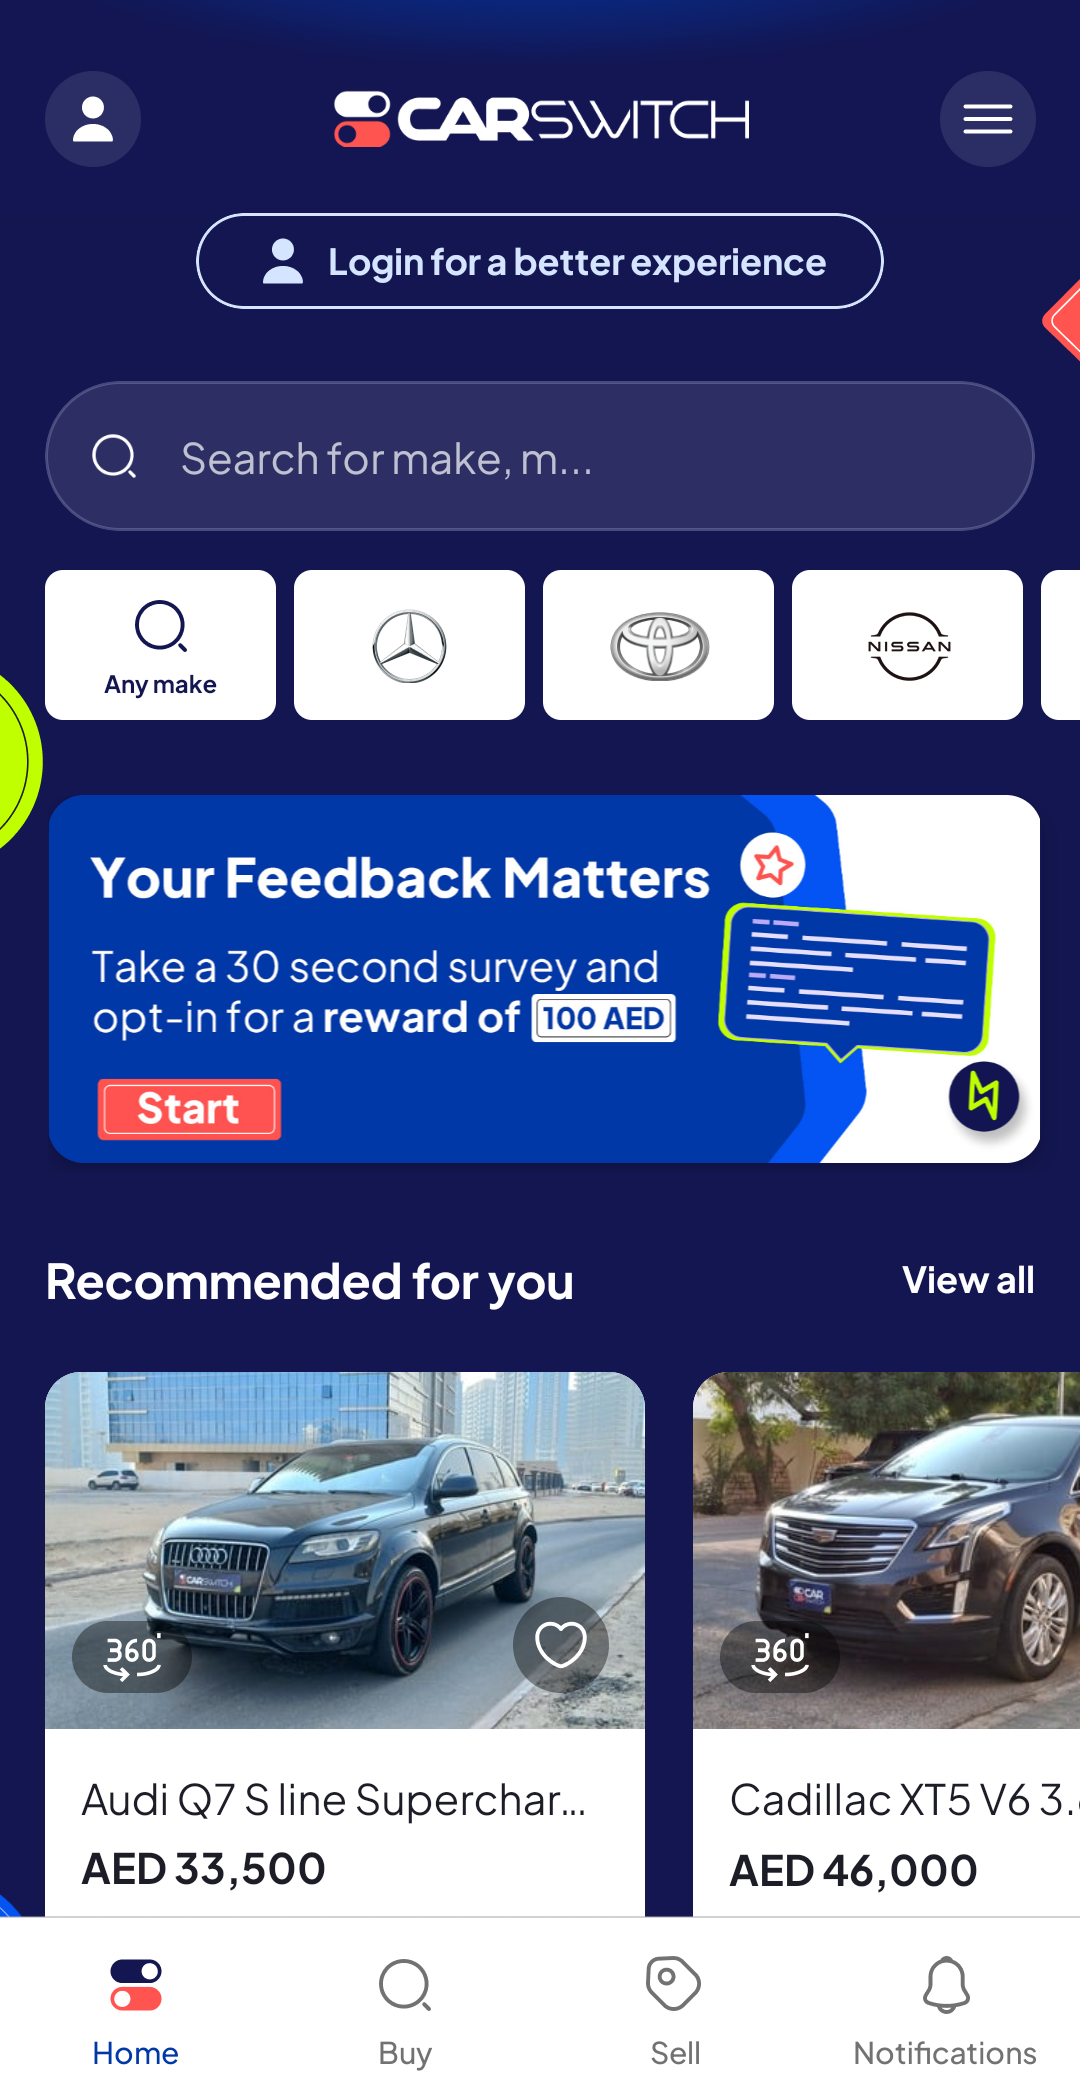 CARSWITCH
Login for a better experience
Search for make, m...
Any make
NISSAN
Your Feedback Matters
Take a 30 second survey and
opt-in for a reward of 100 AED
Start
Recommended for you
View all
CARSWITCH
360°
CAR
360°
Audi Q7 S line Superchar...
AED 33,500
Cadillac XT5 V6 3.
AED 46,000
Home
Buy
Sell
Notifications